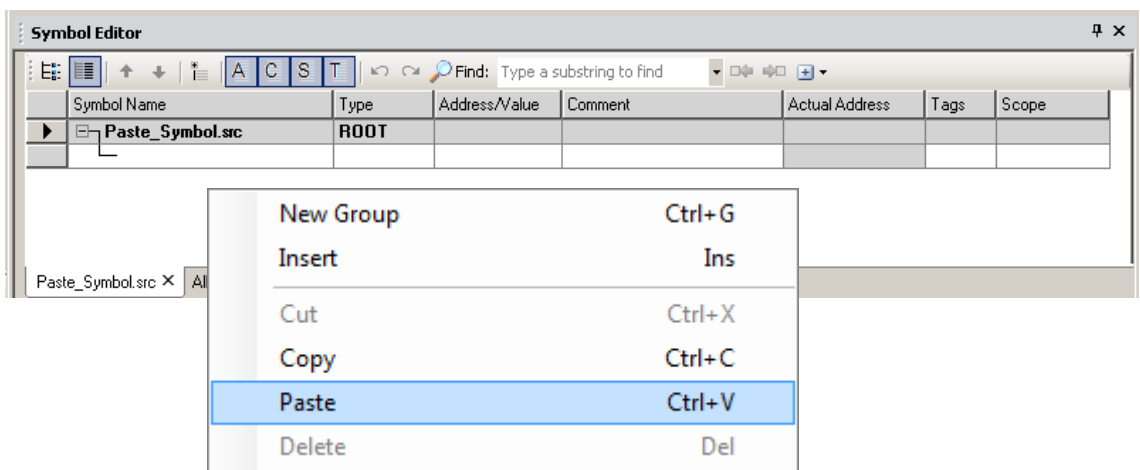 Symbol Editor
A C S T Find: Type a substring to find
Symbol Name Type Address/Value Comment Actual Address Tags Scope
Paste_Symbol.src ROOT
New Group Ctrl+G
Insert Ins
Paste_Symbol.src All
Cut Ctrl+X
Copy Ctrl+C
Paste Ctrl+V
Delete Del